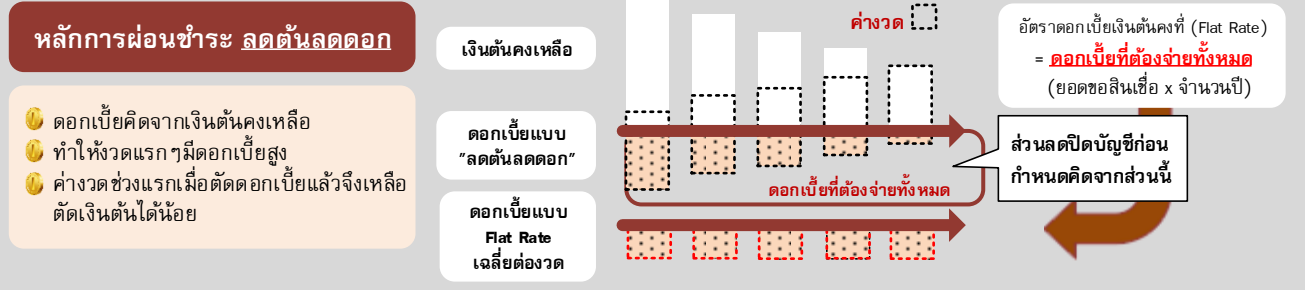 หลักการผ่อนชำระ ลดต้นลดดอก
ดอกเบี้ยคิดจากเงินต้นคงเหลือ
ทำให้งวดแรกๆมีดอกเบี้ยสูง
ค่างวดช่วงแรกเมื่อตัดดอกเบี้ยแล้วจึงเหลือ
ตัดเงินต้นได้น้อย
เงินต้นคงเหลือ
ดอกเบี้ยแบบ
"ลดต้นลดดอก"
ดอกเบี้ยแบบ
Flat Rate
เฉลี่ยต่องวด
ค่างวด
ดอกเบี้ยที่ต้องจ่ายทั้งหมด
อัตราดอกเบี้ยเงินต้นคงที่ (Flat Rate)
= ดอกเบี้ยที่ต้องจ่ายทั้งหมด
(ยอดขอสินเชื่อ x จำนวนปี)
ส่วนลดปิดบัญชีก่อน
กำหนดคิดจากส่วนนี้